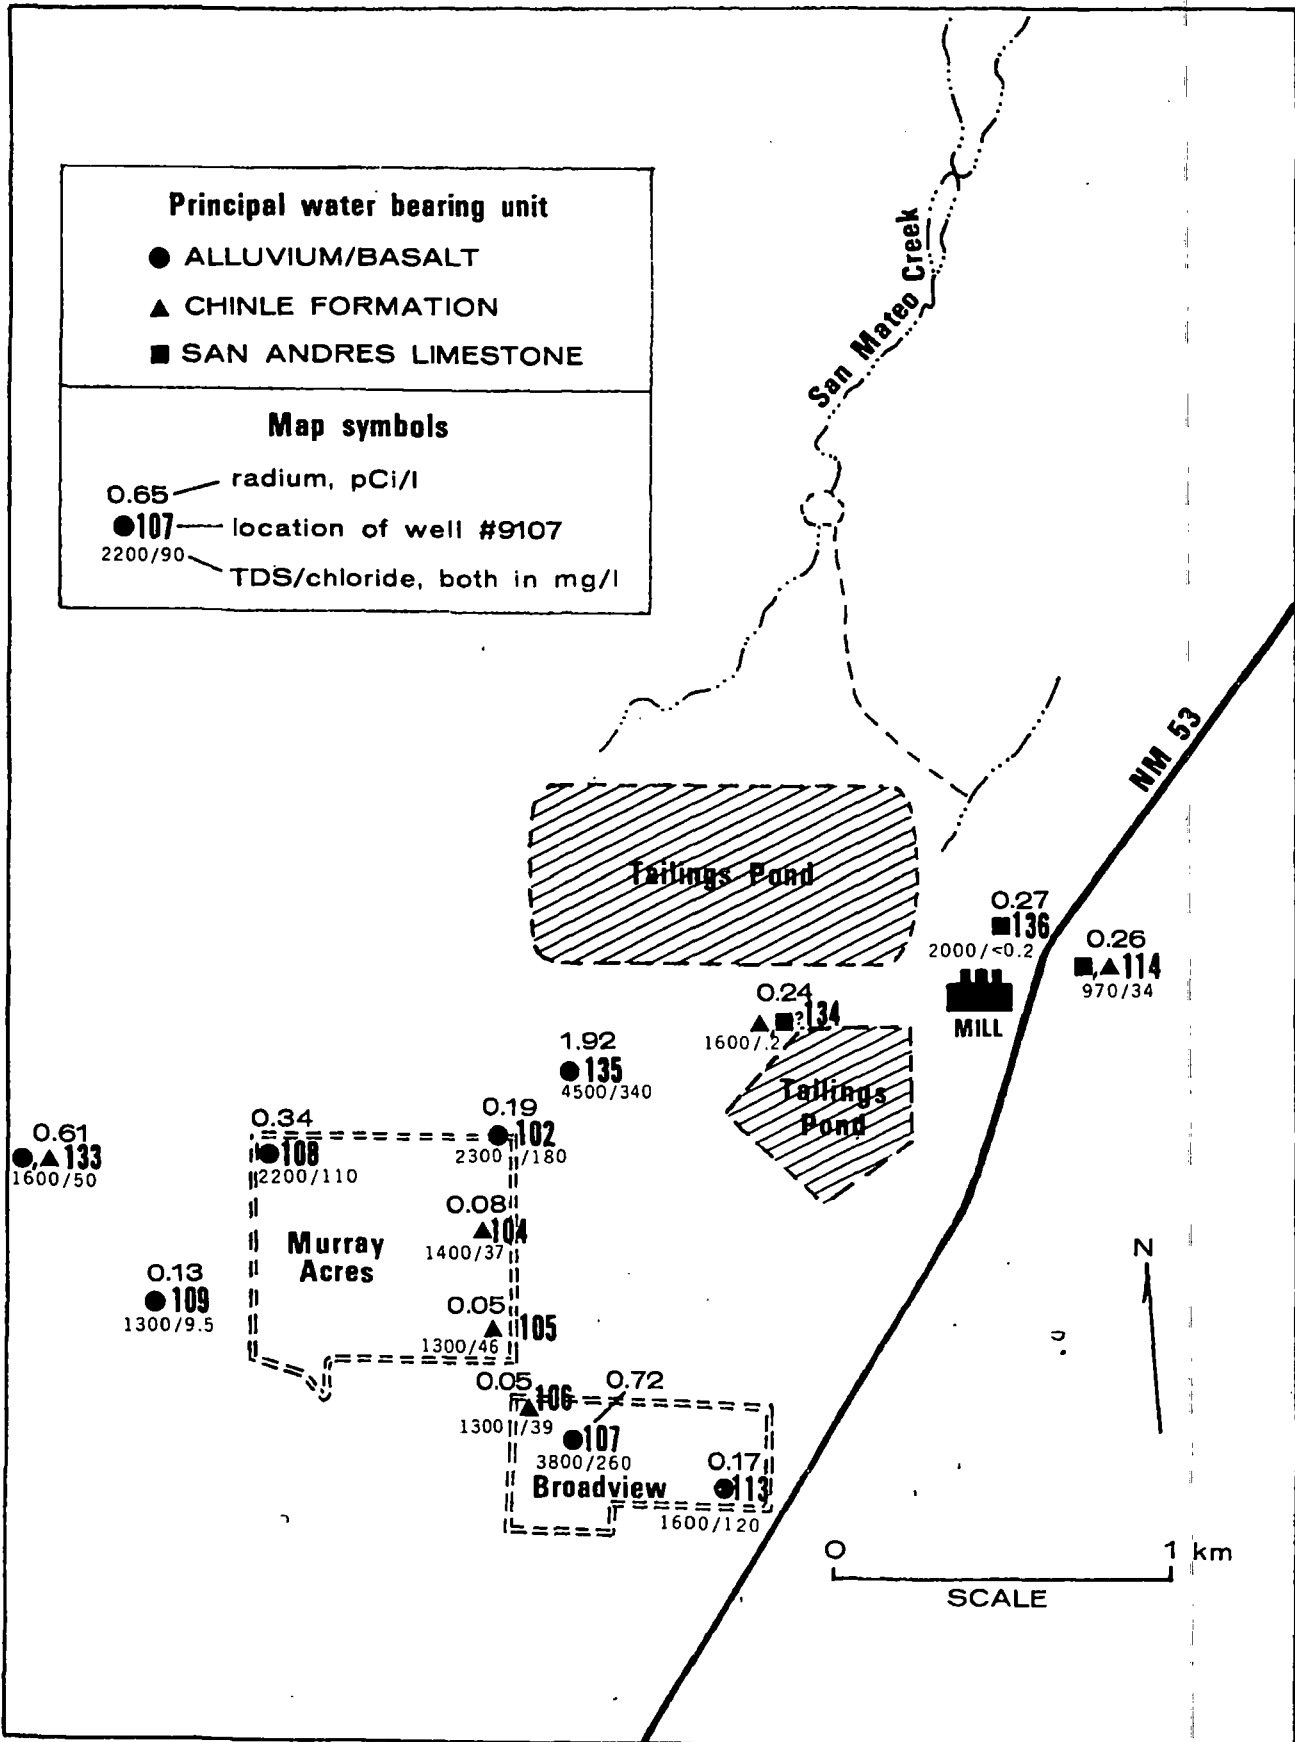 Principal water bearing unit
ALLUVIUM/BASALT
CHINLE FORMATION
SAN ANDRES LIMESTONE
Map symbols
0.65
radium, pCi/l
107
location of well #9107
2200/90
TDS/chloride, both in mg/l
San Mateo Creek
NM 53
Tailings Pond
0.27
136
2000/<0.2
0.26
114
970/34
MILL
0.24
?134
1600/.2
Tailings
Pond
1.92
135
4500/340
0.19
102
2300/180
0.34
108
2200/110
0.61
133
1600/50
0.08
104
1400/37
Murray
Acres
0.13
109
1300/9.5
0.05
105
1300/46
0.05
106
1300/39
0.72
107
3800/260
Broadview
0.17
113
1600/120
N
0
1 km
SCALE